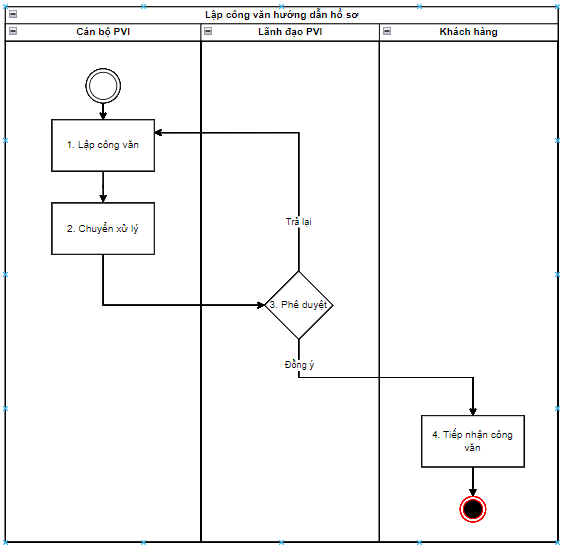 Lập công văn hướng dẫn hồ sơ
Cán bộ PVI
Lãnh đạo PVI
Khách hàng
1. Lập công văn
2. Chuyển xử lý
Trả lại
3. Phê duyệt
Đồng ý
4. Tiếp nhận công
văn